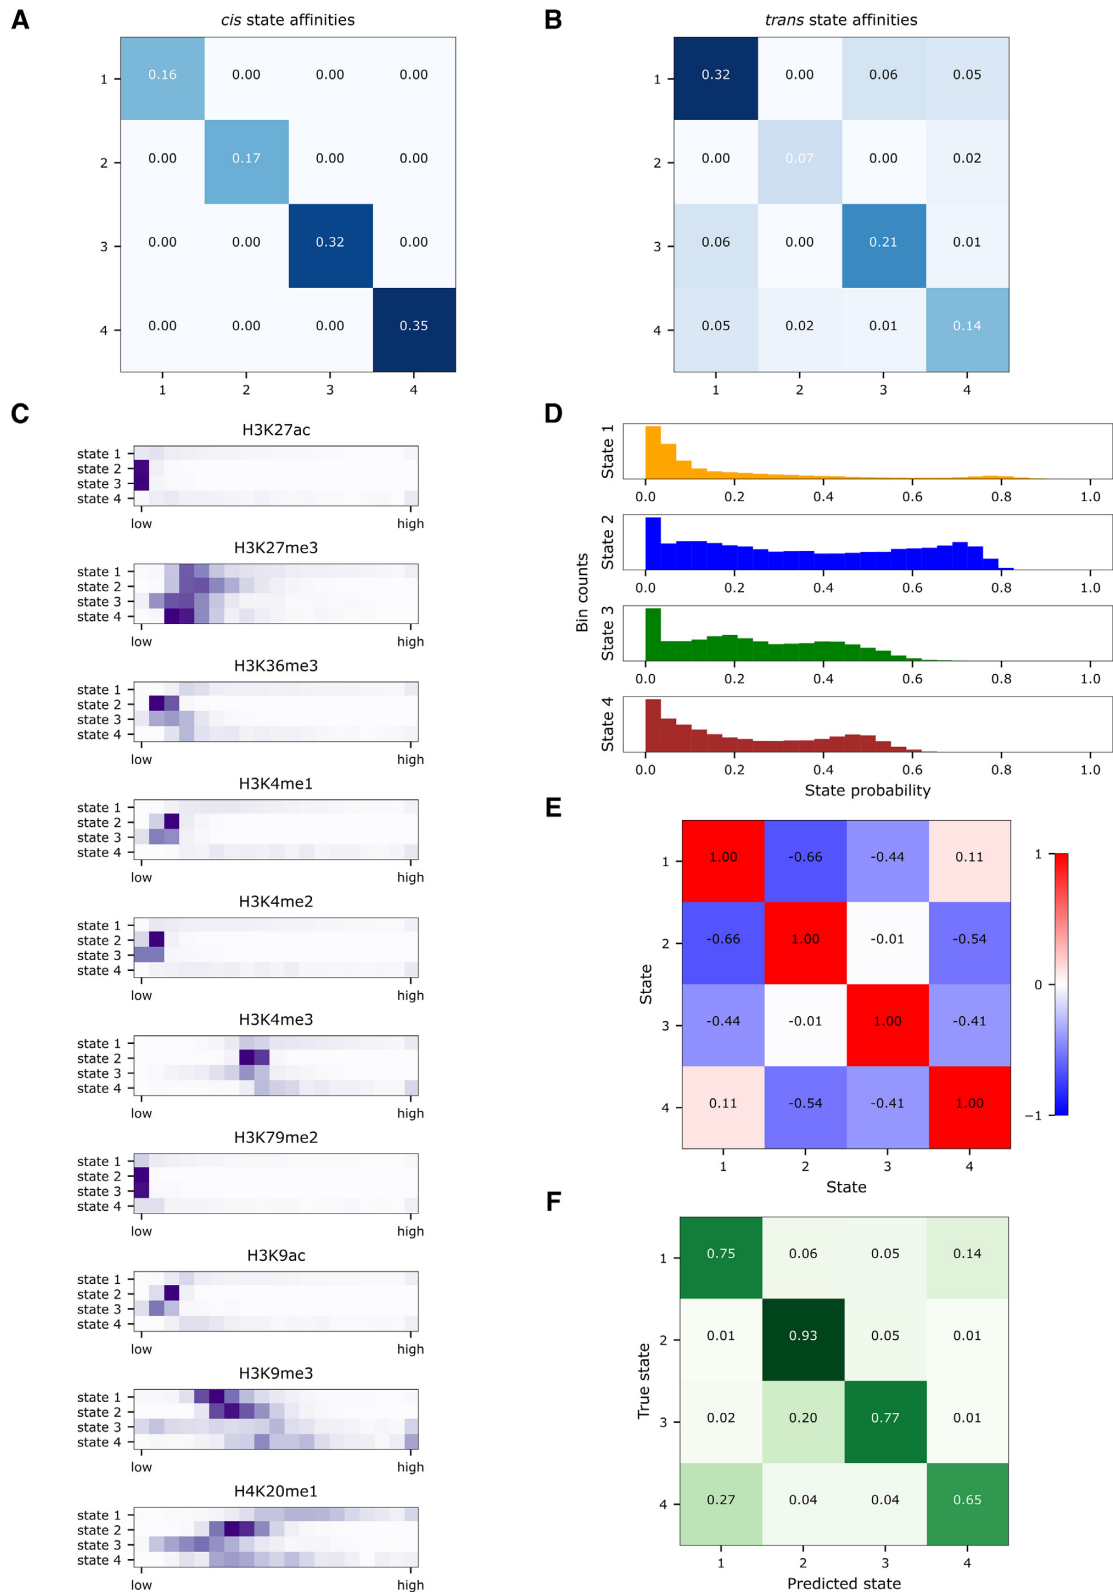 A
cis state affinities
1
0.16 0.00 0.00 0.00
2
0.00 0.17 0.00 0.00
3
0.00 0.00 0.32 0.00
4
0.00 0.00 0.00 0.35
1 2 3 4
B
trans state affinities
1
0.32 0.00 0.06 0.05
2
0.00 0.07 0.00 0.02
3
0.06 0.00 0.21 0.01
4
0.05 0.02 0.01 0.14
1 2 3 4
C
H3K27ac
state 1
state 2
state 3
state 4
low high
H3K27me3
state 1
state 2
state 3
state 4
low high
H3K36me3
state 1
state 2
state 3
state 4
low high
H3K4me1
state 1
state 2
state 3
state 4
low high
H3K4me2
state 1
state 2
state 3
state 4
low high
H3K4me3
state 1
state 2
state 3
state 4
low high
H3K79me2
state 1
state 2
state 3
state 4
low high
H3K9ac
state 1
state 2
state 3
state 4
low high
H3K9me3
state 1
state 2
state 3
state 4
low high
H4K20me1
state 1
state 2
state 3
state 4
low high
D
Bin counts
State 1
0.0 0.2 0.4 0.6 0.8 1.0
State 2
0.0 0.2 0.4 0.6 0.8 1.0
State 3
0.0 0.2 0.4 0.6 0.8 1.0
State 4
0.0 0.2 0.4 0.6 0.8 1.0
State probability
E
State
1
1.00 -0.66 -0.44 0.11
2
-0.66 1.00 -0.01 -0.54
3
-0.44 -0.01 1.00 -0.41
4
0.11 -0.54 -0.41 1.00
1 2 3 4
State
1
0
−1
F
True state
1
0.75 0.06 0.05 0.14
2
0.01 0.93 0.05 0.01
3
0.02 0.20 0.77 0.01
4
0.27 0.04 0.04 0.65
1 2 3 4
Predicted state